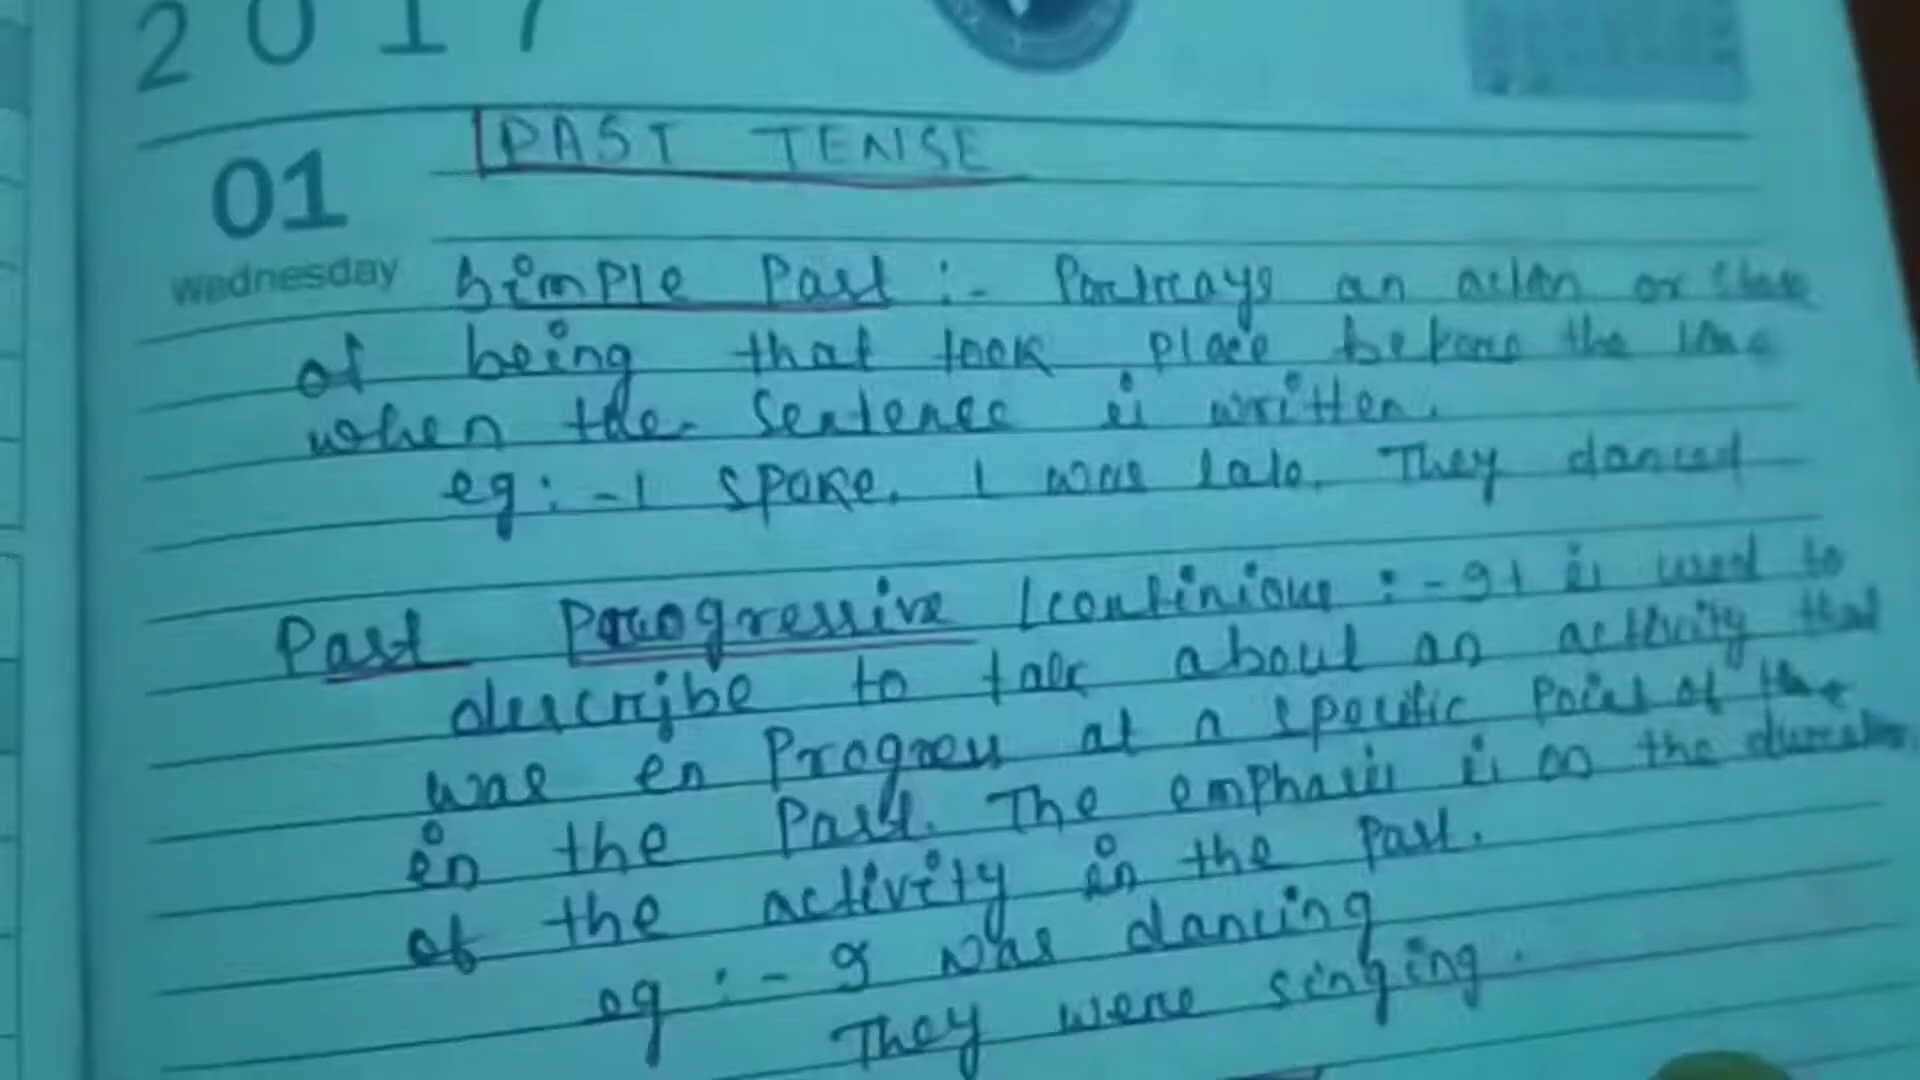 2017
PAST TENSE
01
Wednesday
Simple Past :- Portrays an action or state
of being that took place before the time
when the sentence is written.
eg :- I spoke. I was late. They danced
Past Progressive /continious :- It is used to
describe to talk about an activity that
was in Progress at a specific Point of time
in the Past. The emphasis is on the duration
of the activity in the past.
eg :- I was dancing
They were singing.